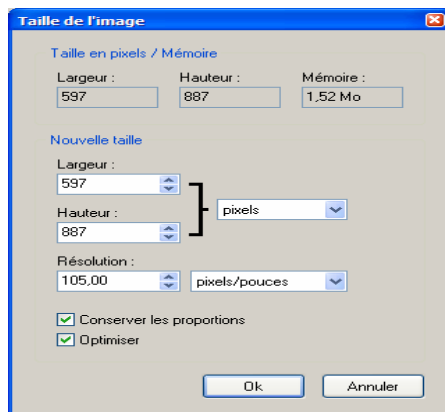 Taille de l'image
Taille en pixels / Mémoire
Largeur : Hauteur : Mémoire :
597 887 1,52 Mo
Nouvelle taille
Largeur :
597
pixels
Hauteur :
887
Résolution :
105,00 pixels/pouces
Conserver les proportions
Optimiser
Ok Annuler